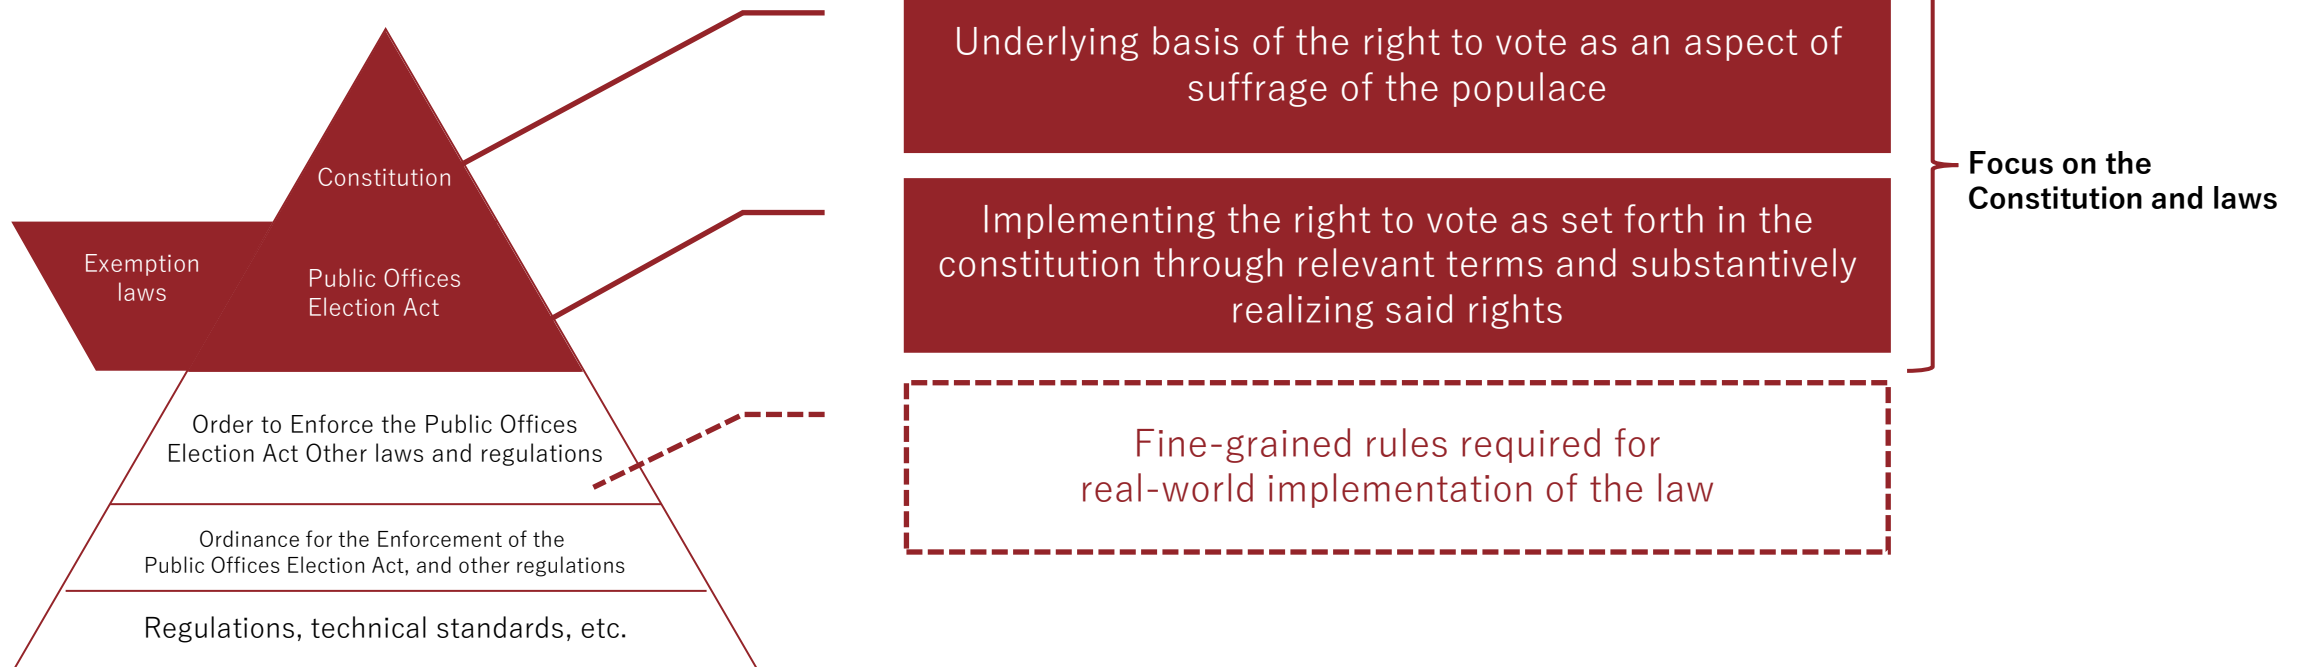 Underlying basis of the right to vote as an aspect of
suffrage of the populace
Constitution
Focus on the
Constitution and laws
Implementing the right to vote as set forth in the
constitution through relevant terms and substantively
realizing said rights
Exemption
laws
Public Offices
Election Act
Order to Enforce the Public Offices
Election Act Other laws and regulations
Fine-grained rules required for
real-world implementation of the law
Ordinance for the Enforcement of the
Public Offices Election Act, and other regulations
Regulations, technical standards, etc.